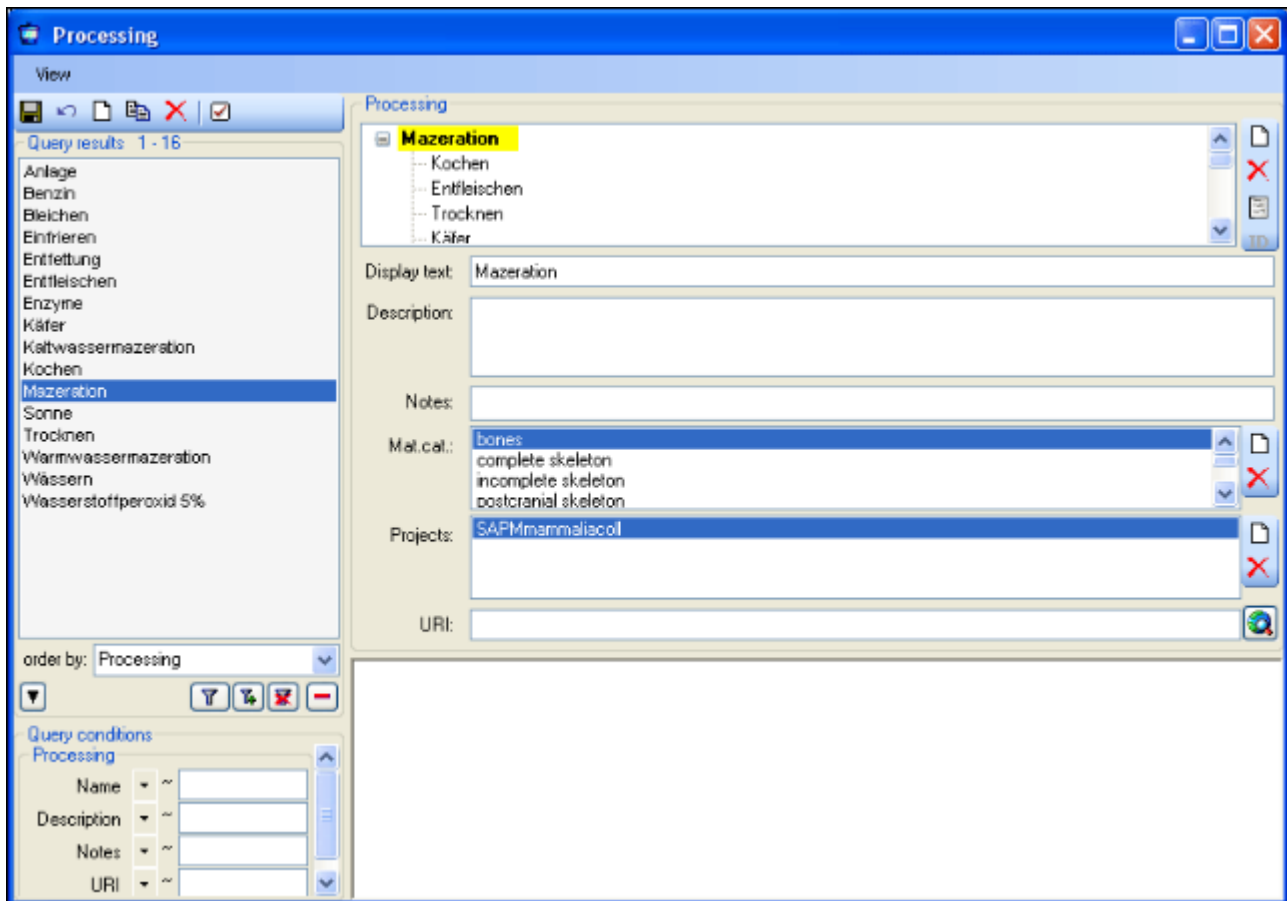 Processing
View
Query results 1 - 16
Anlage
Benzin
Bleichen
Einfrieren
Entfettung
Entfleischen
Enzyme
Käfer
Kaltwassermazeration
Kochen
Mazeration
Sonne
Trocknen
Warmwassermazeration
Wässern
Wasserstoffperoxid 5%
order by: Processing
Query conditions
Processing
Name ~
Description ~
Notes ~
URI ~
Processing
Mazeration
Kochen
Entfleischen
Trocknen
Käfer
ID
Display text: Mazeration
Description:
Notes:
Mat.cat.: bones
complete skeleton
incomplete skeleton
postcranial skeleton
Projects: SAPMmammaliacoll
URI: